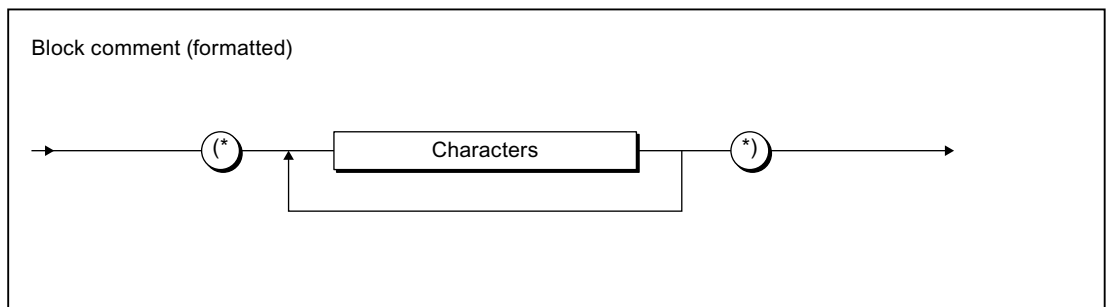 Block comment (formatted)
(* Characters *)